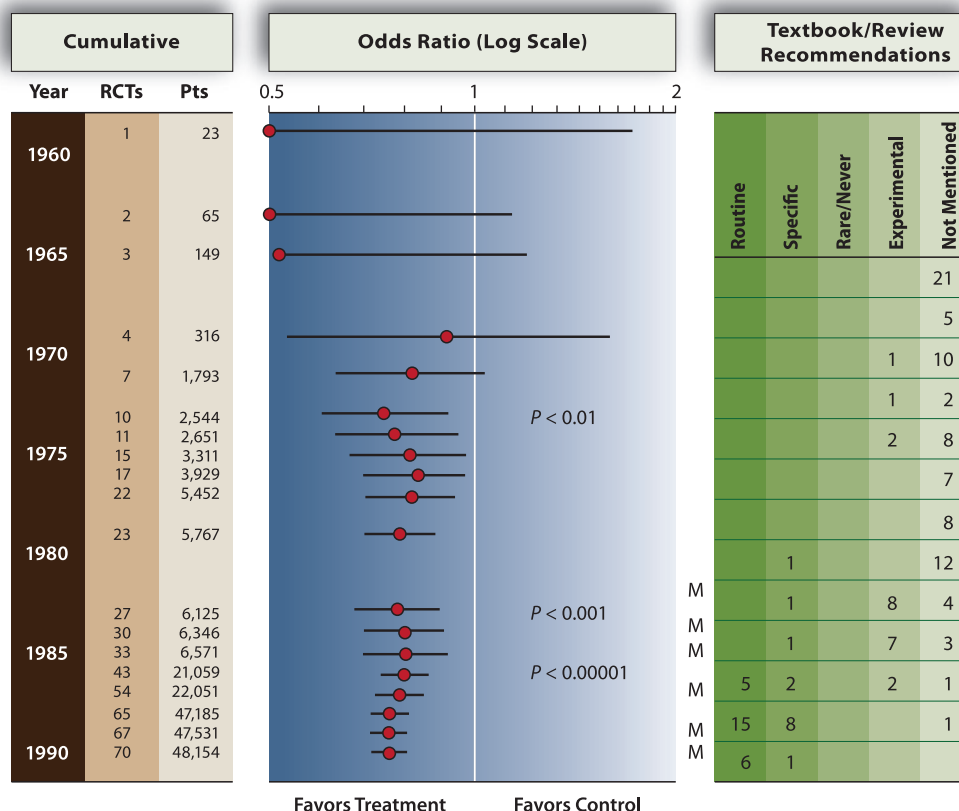 Cumulative
Odds Ratio (Log Scale)
Textbook/Review
Recommendations
Year RCTs Pts
0.5 1 2
Routine
Specific
Rare/Never
Experimental
Not Mentioned
1 23
1960
2 65
1965 3 149
21
5
4 316
1970
1 10
7 1,793
1 2
10 2,544 P < 0.01
11 2,651
2 8
1975 15 3,311
17 3,929
7
22 5,452
8
23 5,767
1980
1 12
M
1 8 4
27 6,125 P < 0.001
M
30 6,346
1985 33 6,571 M
1 7 3
43 21,059 P < 0.00001
54 22,051 M 5 2 2 1
65 47,185
M 15 8 1
67 47,531
1990 70 48,154 M
6 1
Favors Treatment Favors Control